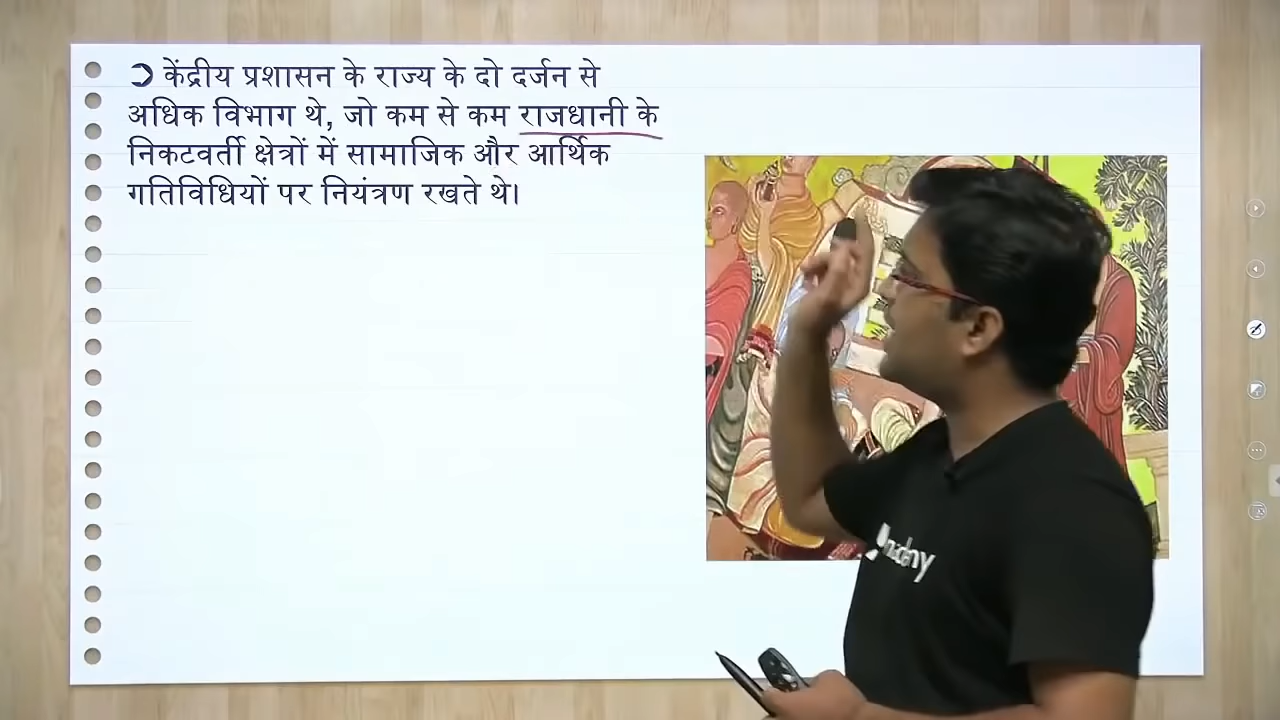 ➲ केंद्रीय प्रशासन के राज्य के दो दर्जन से
अधिक विभाग थे, जो कम से कम राजधानी के
निकटवर्ती क्षेत्रों में सामाजिक और आर्थिक
गतिविधियों पर नियंत्रण रखते थे।